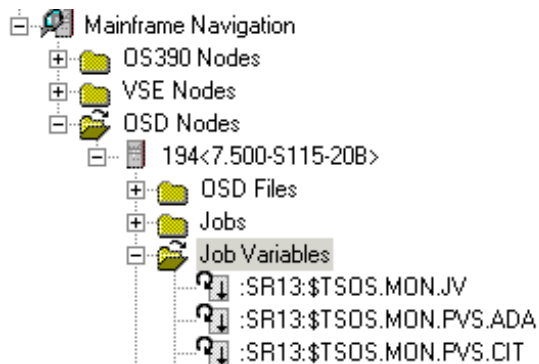 Mainframe Navigation
OS390 Nodes
VSE Nodes
OSD Nodes
194<7.500-S115-20B>
OSD Files
Jobs
Job Variables
:SR13:$TSOS.MON.JV
:SR13:$TSOS.MON.PVS.ADA
:SR13:$TSOS.MON.PVS.CIT